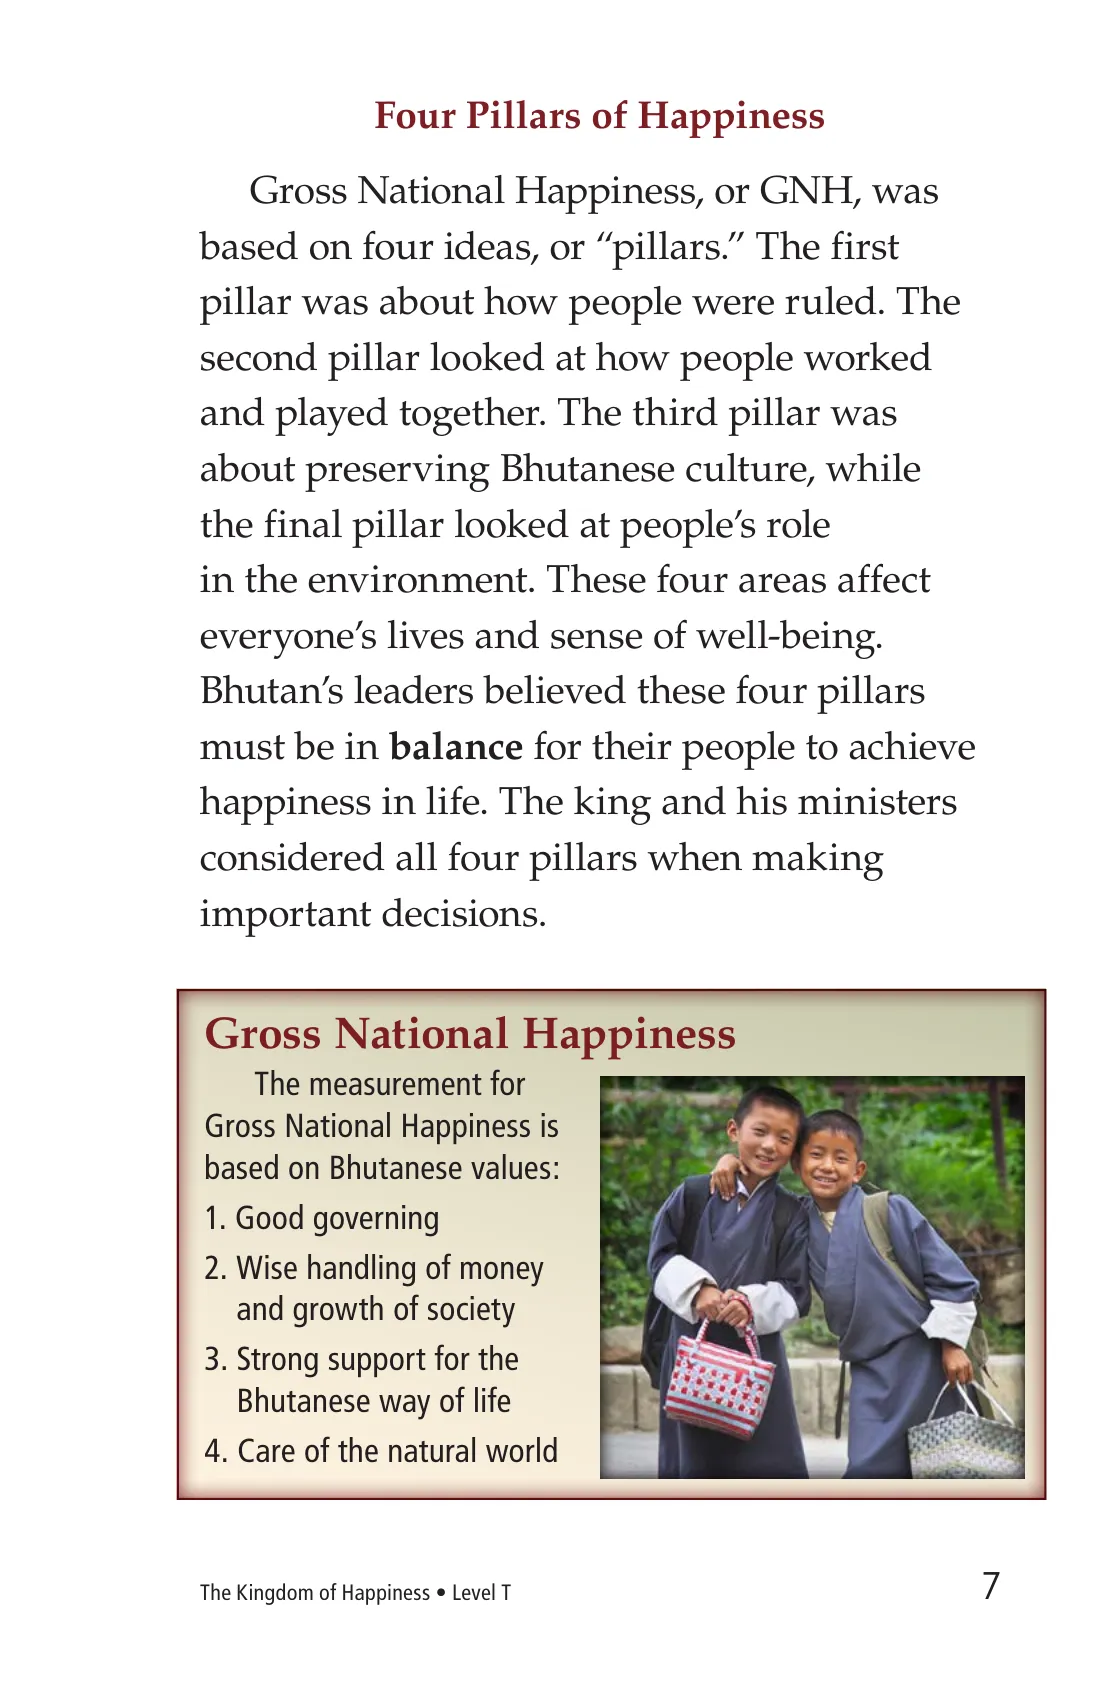 Four Pillars of Happiness
Gross National Happiness, or GNH, was
based on four ideas, or “pillars.” The first
pillar was about how people were ruled. The
second pillar looked at how people worked
and played together. The third pillar was
about preserving Bhutanese culture, while
the final pillar looked at people’s role
in the environment. These four areas affect
everyone’s lives and sense of well-being.
Bhutan’s leaders believed these four pillars
must be in balance for their people to achieve
happiness in life. The king and his ministers
considered all four pillars when making
important decisions.
Gross National Happiness
The measurement for
Gross National Happiness is
based on Bhutanese values:
1. Good governing
2. Wise handling of money
and growth of society
3. Strong support for the
Bhutanese way of life
4. Care of the natural world
The Kingdom of Happiness • Level T
7